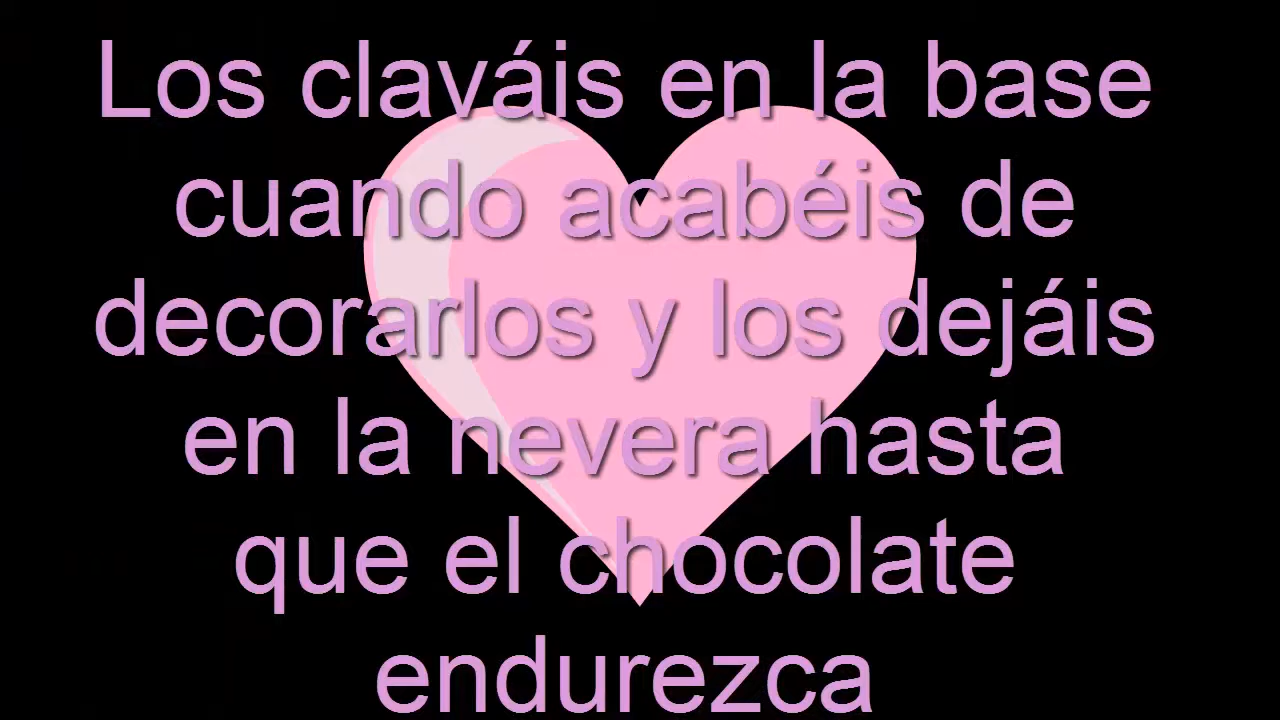 Los claváis en la base
cuando acabéis de
decorarlos y los dejáis
en la nevera hasta
que el chocolate
endurezca